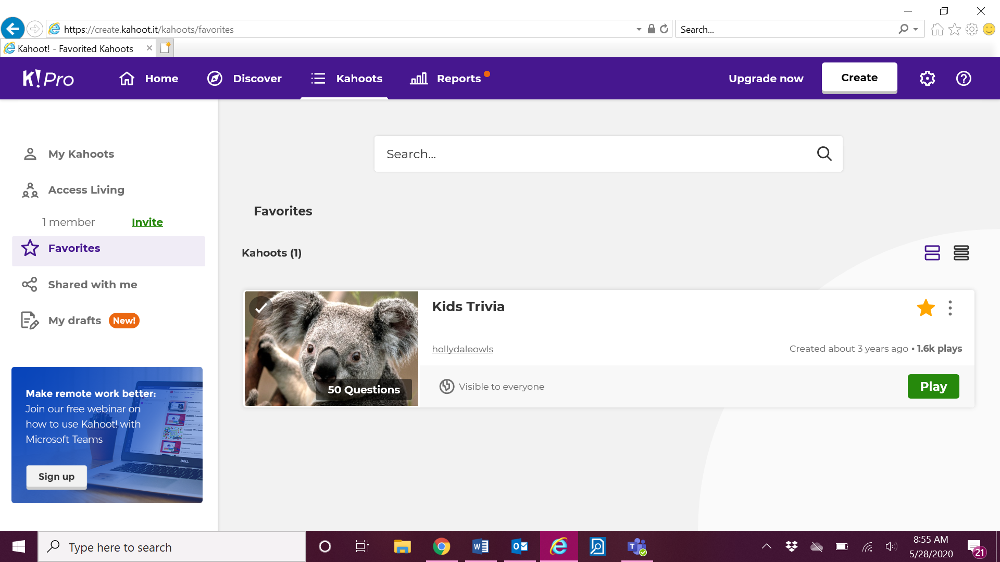 https://create.kahoot.it/kahoots/favorites
Search...
Kahoot! - Favorited Kahoots
K! Pro
Home
Discover
Kahoots
Reports
Upgrade now
Create
My Kahoots
Access Living
1 member
Invite
Favorites
Shared with me
My drafts
New!
Make remote work better:
Join our free webinar on
how to use Kahoot! with
Microsoft Teams
DELL
Sign up
Search...
Favorites
Kahoots (1)
50 Questions
Kids Trivia
hollydaleowls
Created about 3 years ago • 1.6k plays
Visible to everyone
Play
Type here to search
8:55 AM
5/28/2020
21